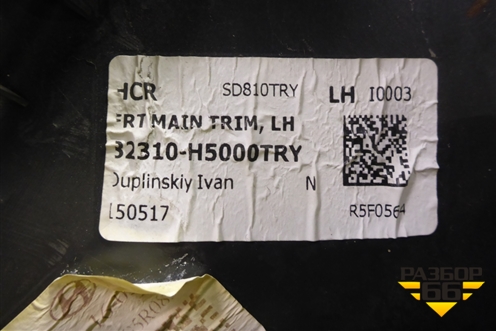 HCR SD810TRY LH I0003
FRT MAIN TRIM, LH
82310-H5000TRY
Duplinskiy Ivan N
150517 R5F0564
РАЗБОР
66